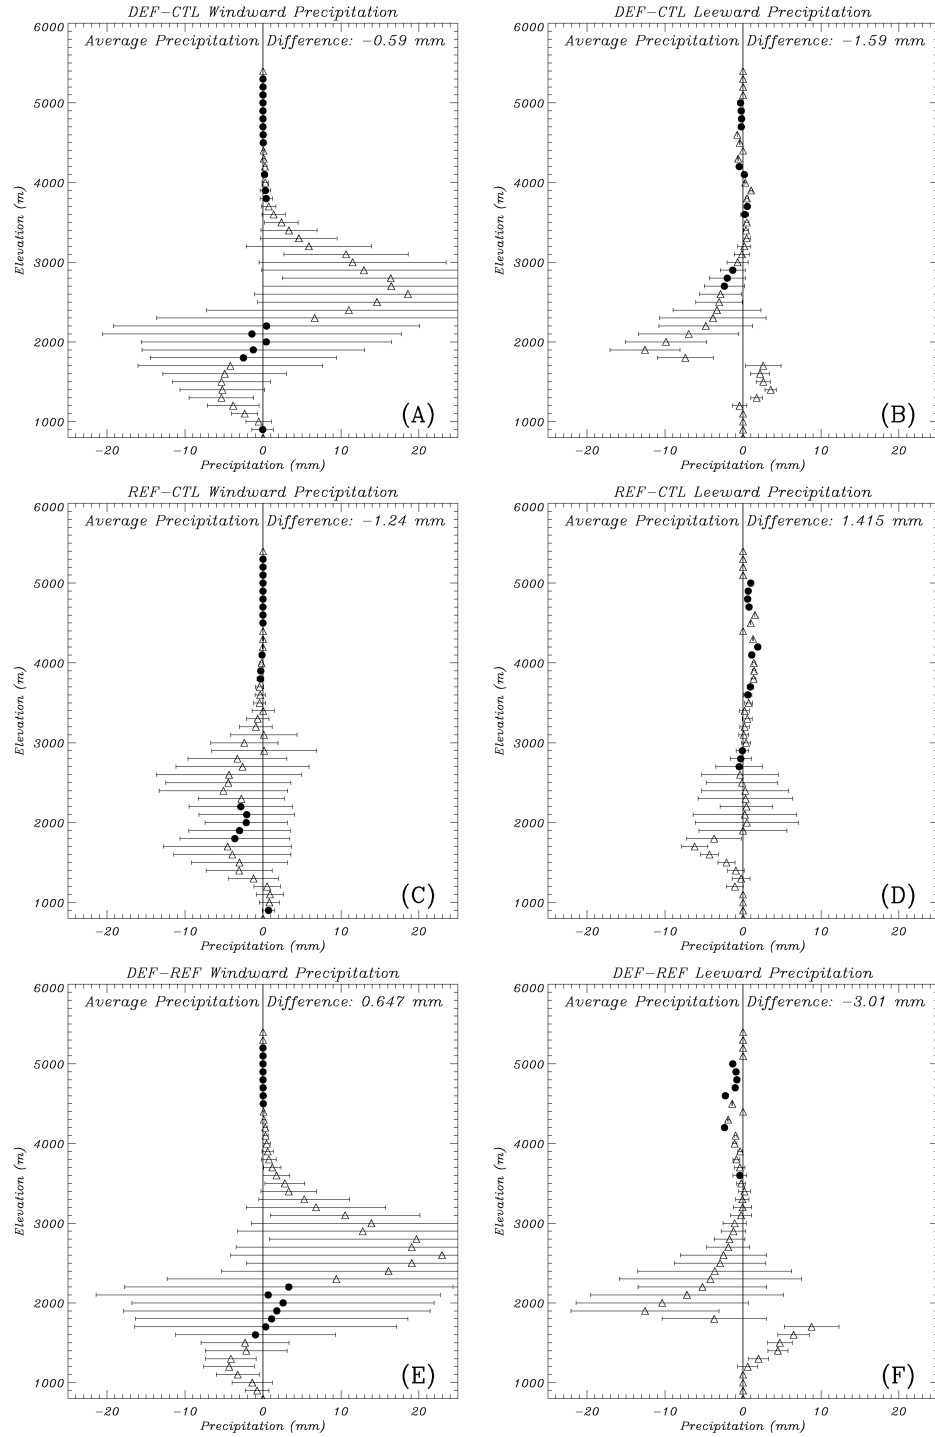 DEF-CTL Windward Precipitation
Average Precipitation Difference: -0.59 mm
6000
5000
4000
3000
2000
1000
Elevation (m)
(A)
-20 -10 0 10 20
Precipitation (mm)
DEF-CTL Leeward Precipitation
Average Precipitation Difference: -1.59 mm
6000
5000
4000
3000
2000
1000
Elevation (m)
(B)
-20 -10 0 10 20
Precipitation (mm)
REF-CTL Windward Precipitation
Average Precipitation Difference: -1.24 mm
6000
5000
4000
3000
2000
1000
Elevation (m)
(C)
-20 -10 0 10 20
Precipitation (mm)
REF-CTL Leeward Precipitation
Average Precipitation Difference: 1.415 mm
6000
5000
4000
3000
2000
1000
Elevation (m)
(D)
-20 -10 0 10 20
Precipitation (mm)
DEF-REF Windward Precipitation
Average Precipitation Difference: 0.647 mm
6000
5000
4000
3000
2000
1000
Elevation (m)
(E)
-20 -10 0 10 20
Precipitation (mm)
DEF-REF Leeward Precipitation
Average Precipitation Difference: -3.01 mm
6000
5000
4000
3000
2000
1000
Elevation (m)
(F)
-20 -10 0 10 20
Precipitation (mm)